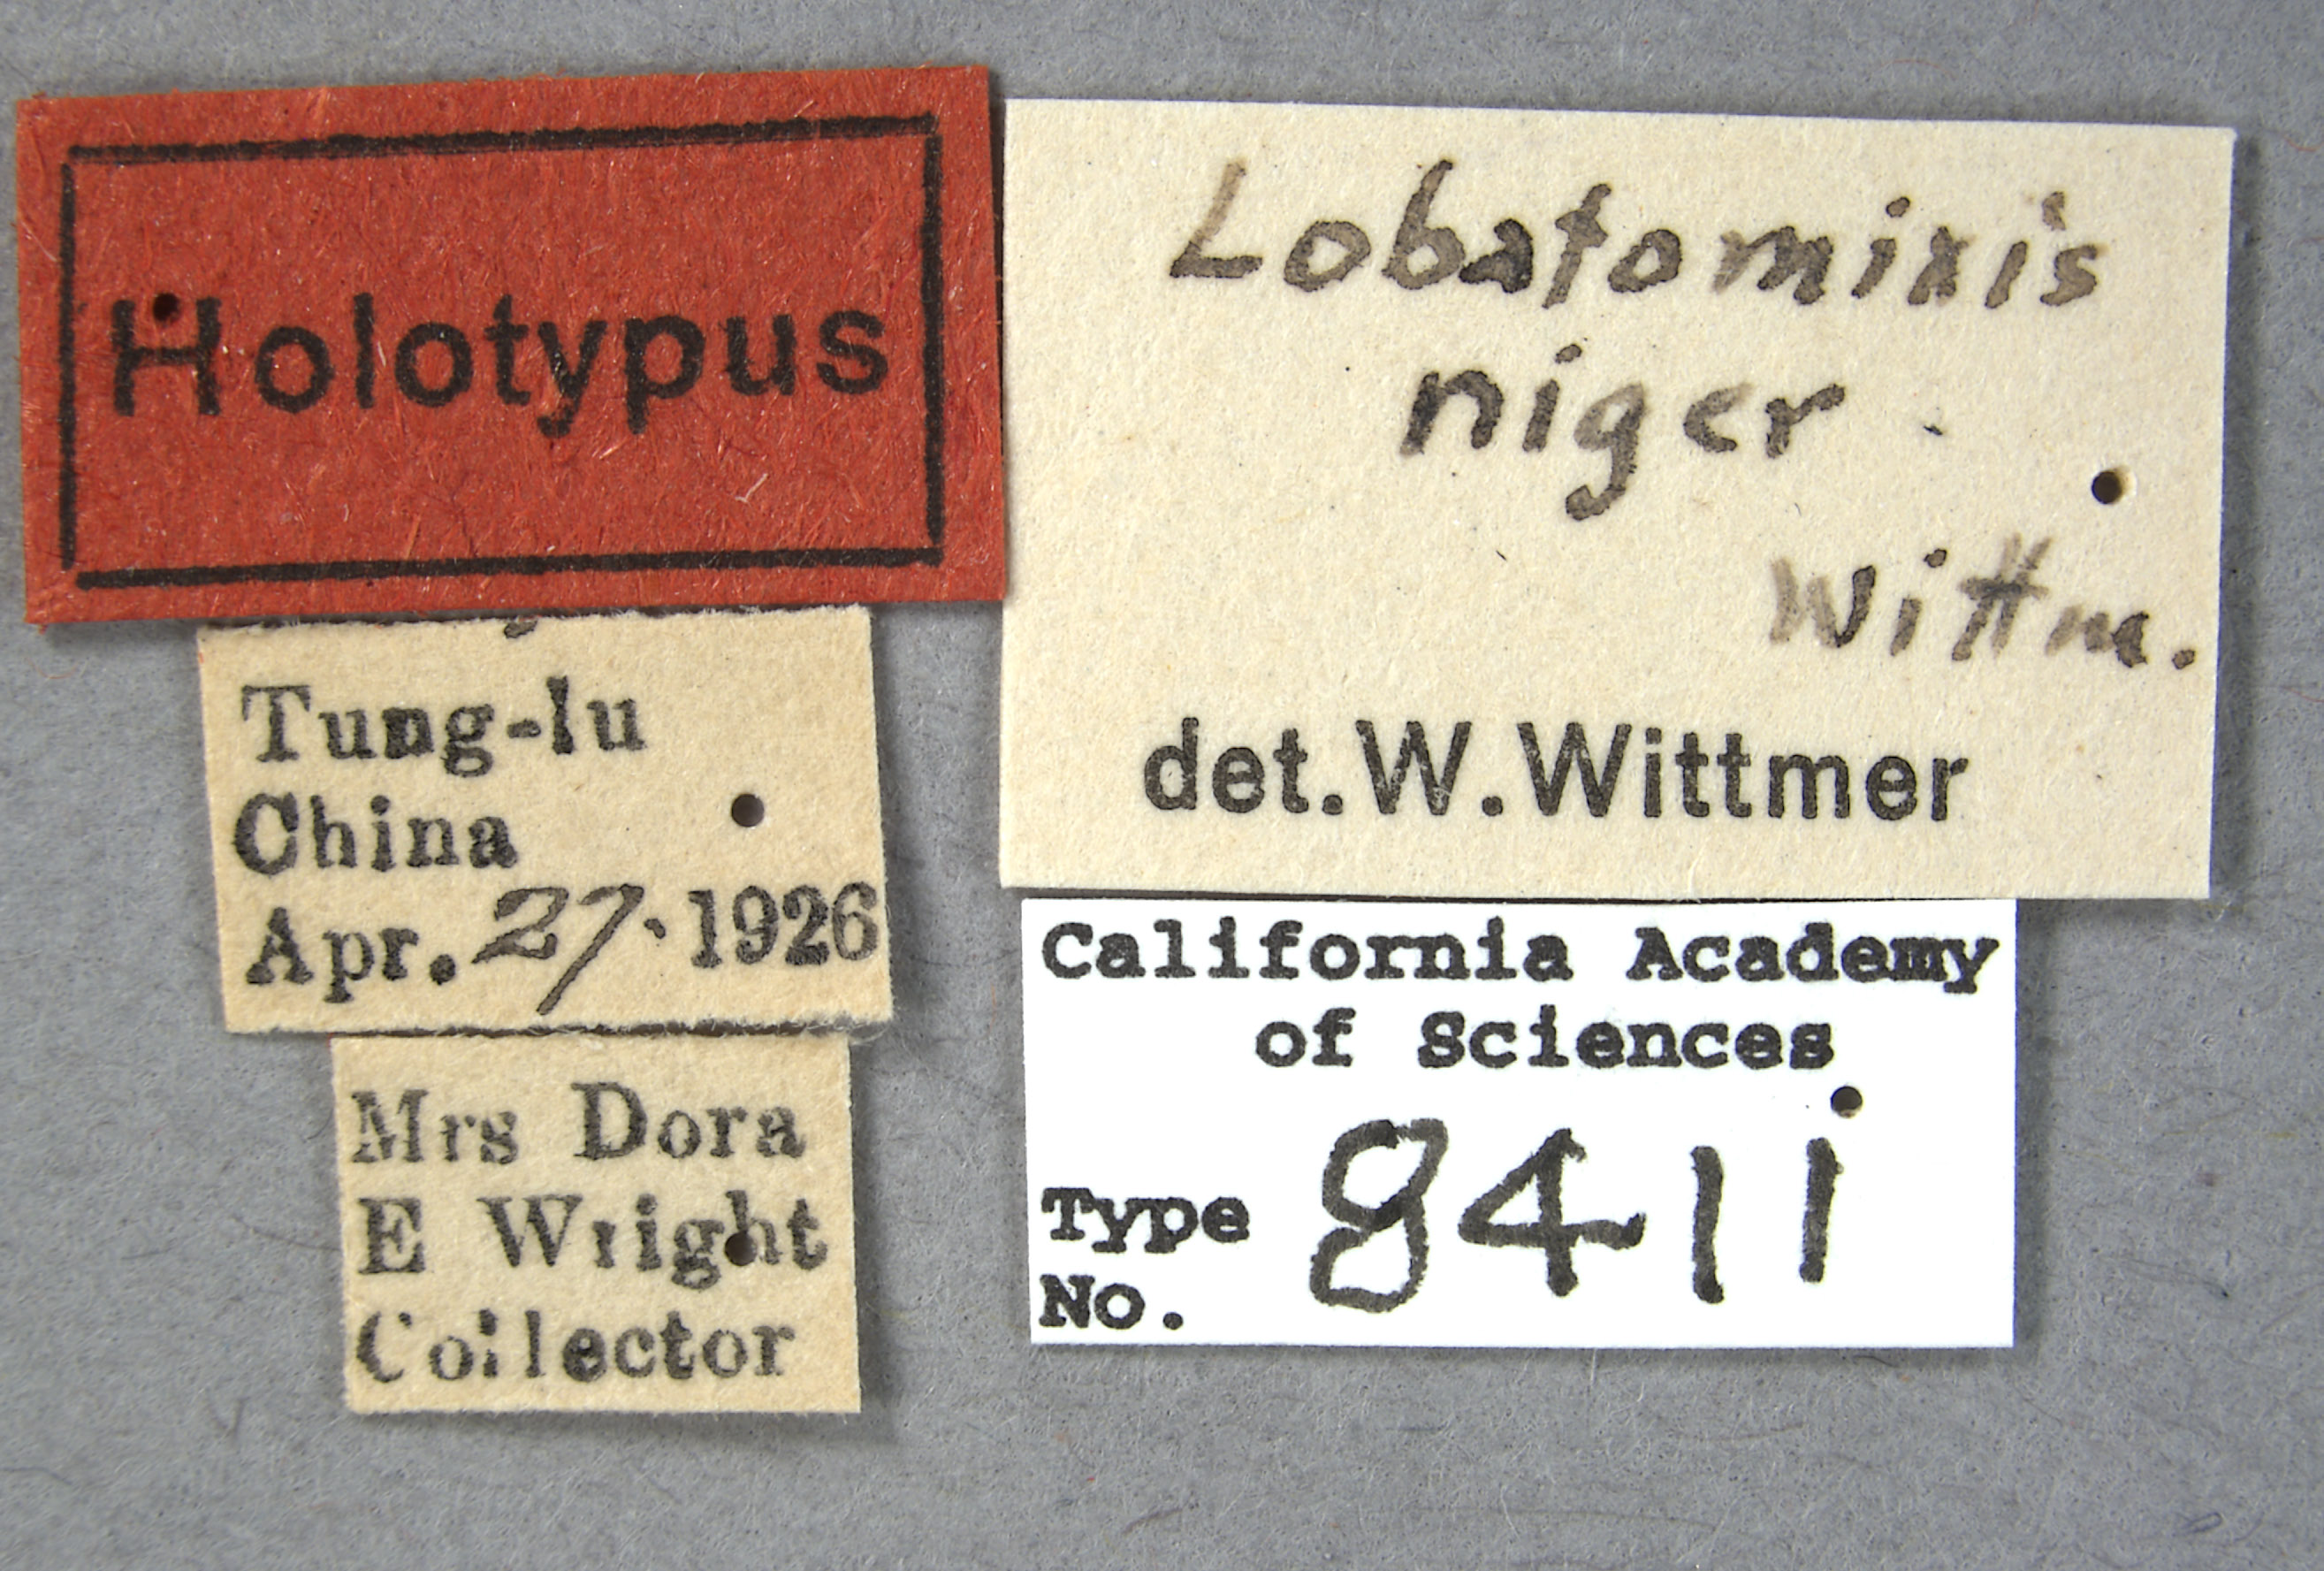 Holotypus
Tung-lu
China
Apr. 27. 1926
Mrs Dora
E Wright
Collector
Lobatomixis
niger
Wittm.
det. W. Wittmer
California Academy
of Sciences
Type
No. 8411